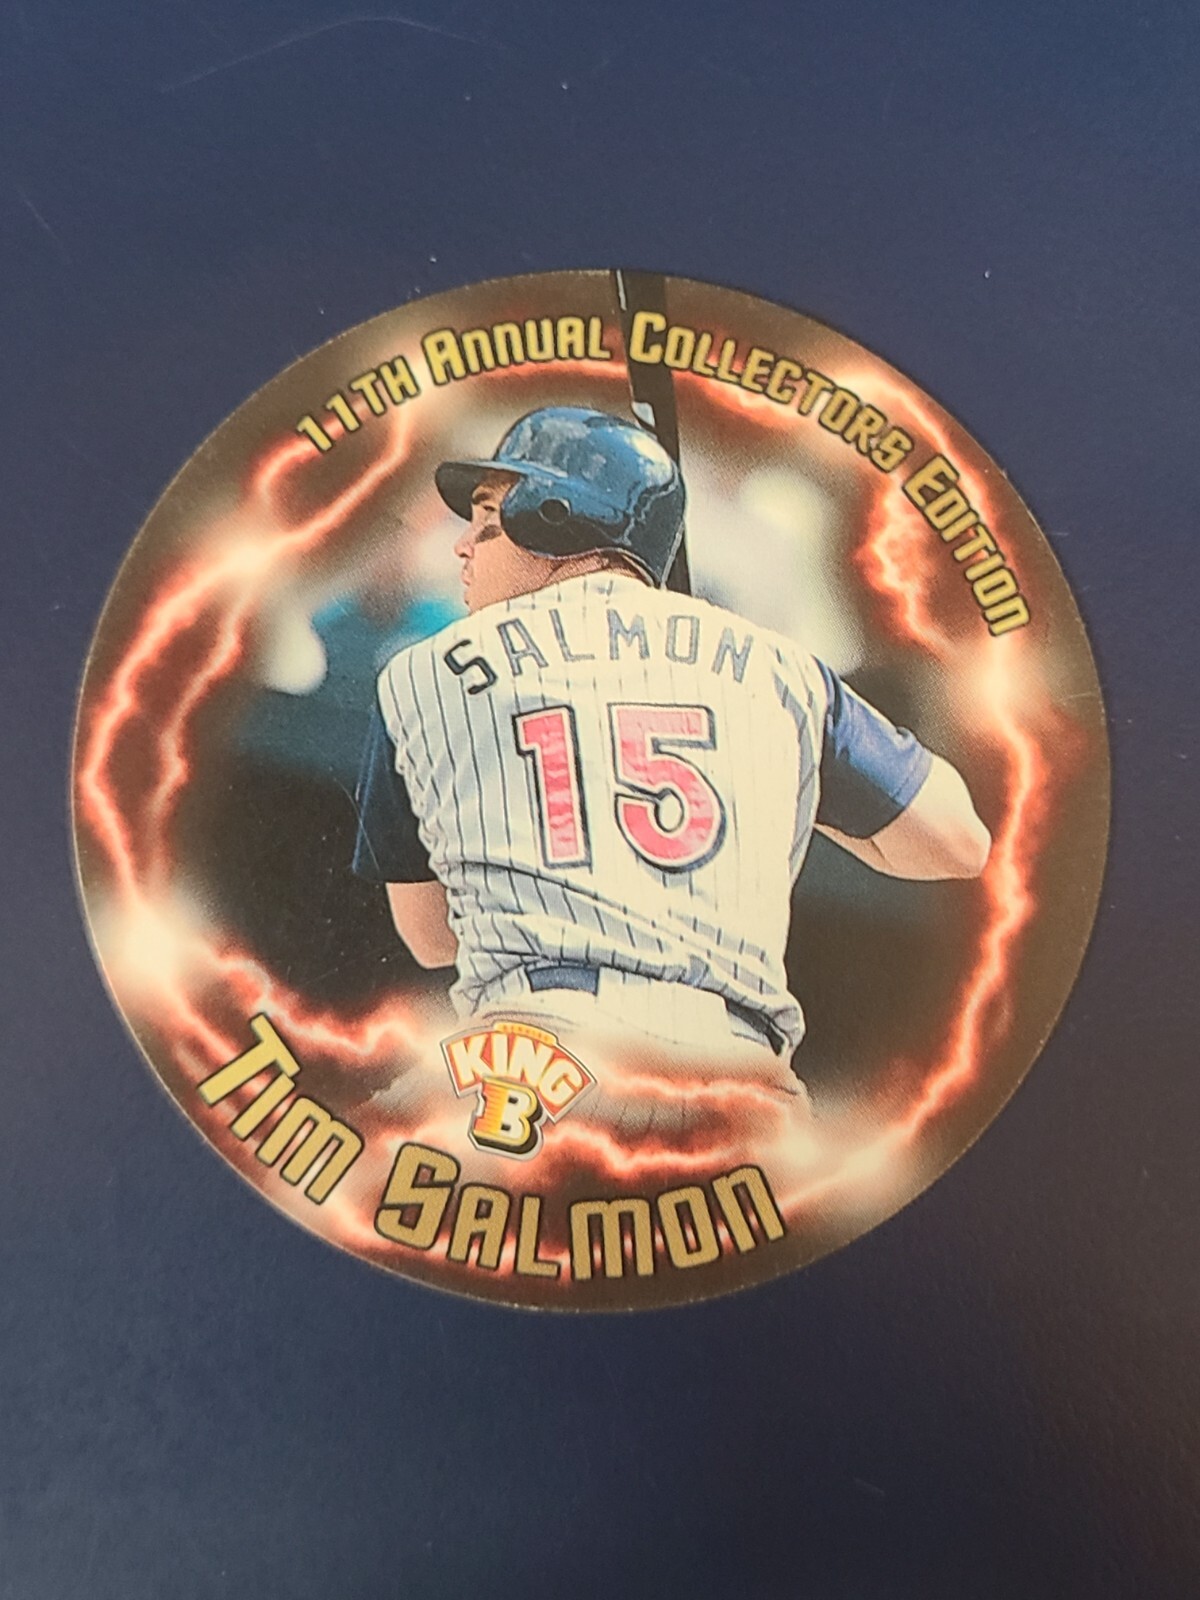 11TH ANNUAL COLLECTORS EDITION
SALMON
15
KING
B
TIM SALMON